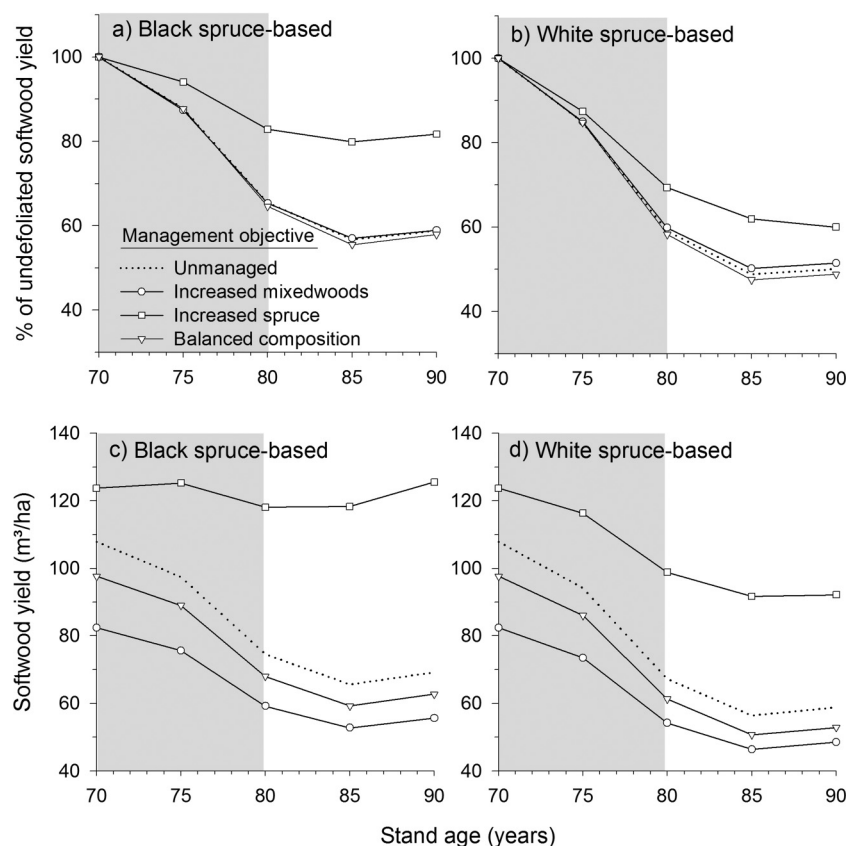 a) Black spruce-based
b) White spruce-based
% of undefoliated softwood yield
100
80
60
40
Management objective
Unmanaged
Increased mixedwoods
Increased spruce
Balanced composition
70 75 80 85 90
100
80
60
40
70 75 80 85 90
c) Black spruce-based
d) White spruce-based
Softwood yield (m³/ha)
140
120
100
80
60
40
70 75 80 85 90
140
120
100
80
60
40
70 75 80 85 90
Stand age (years)